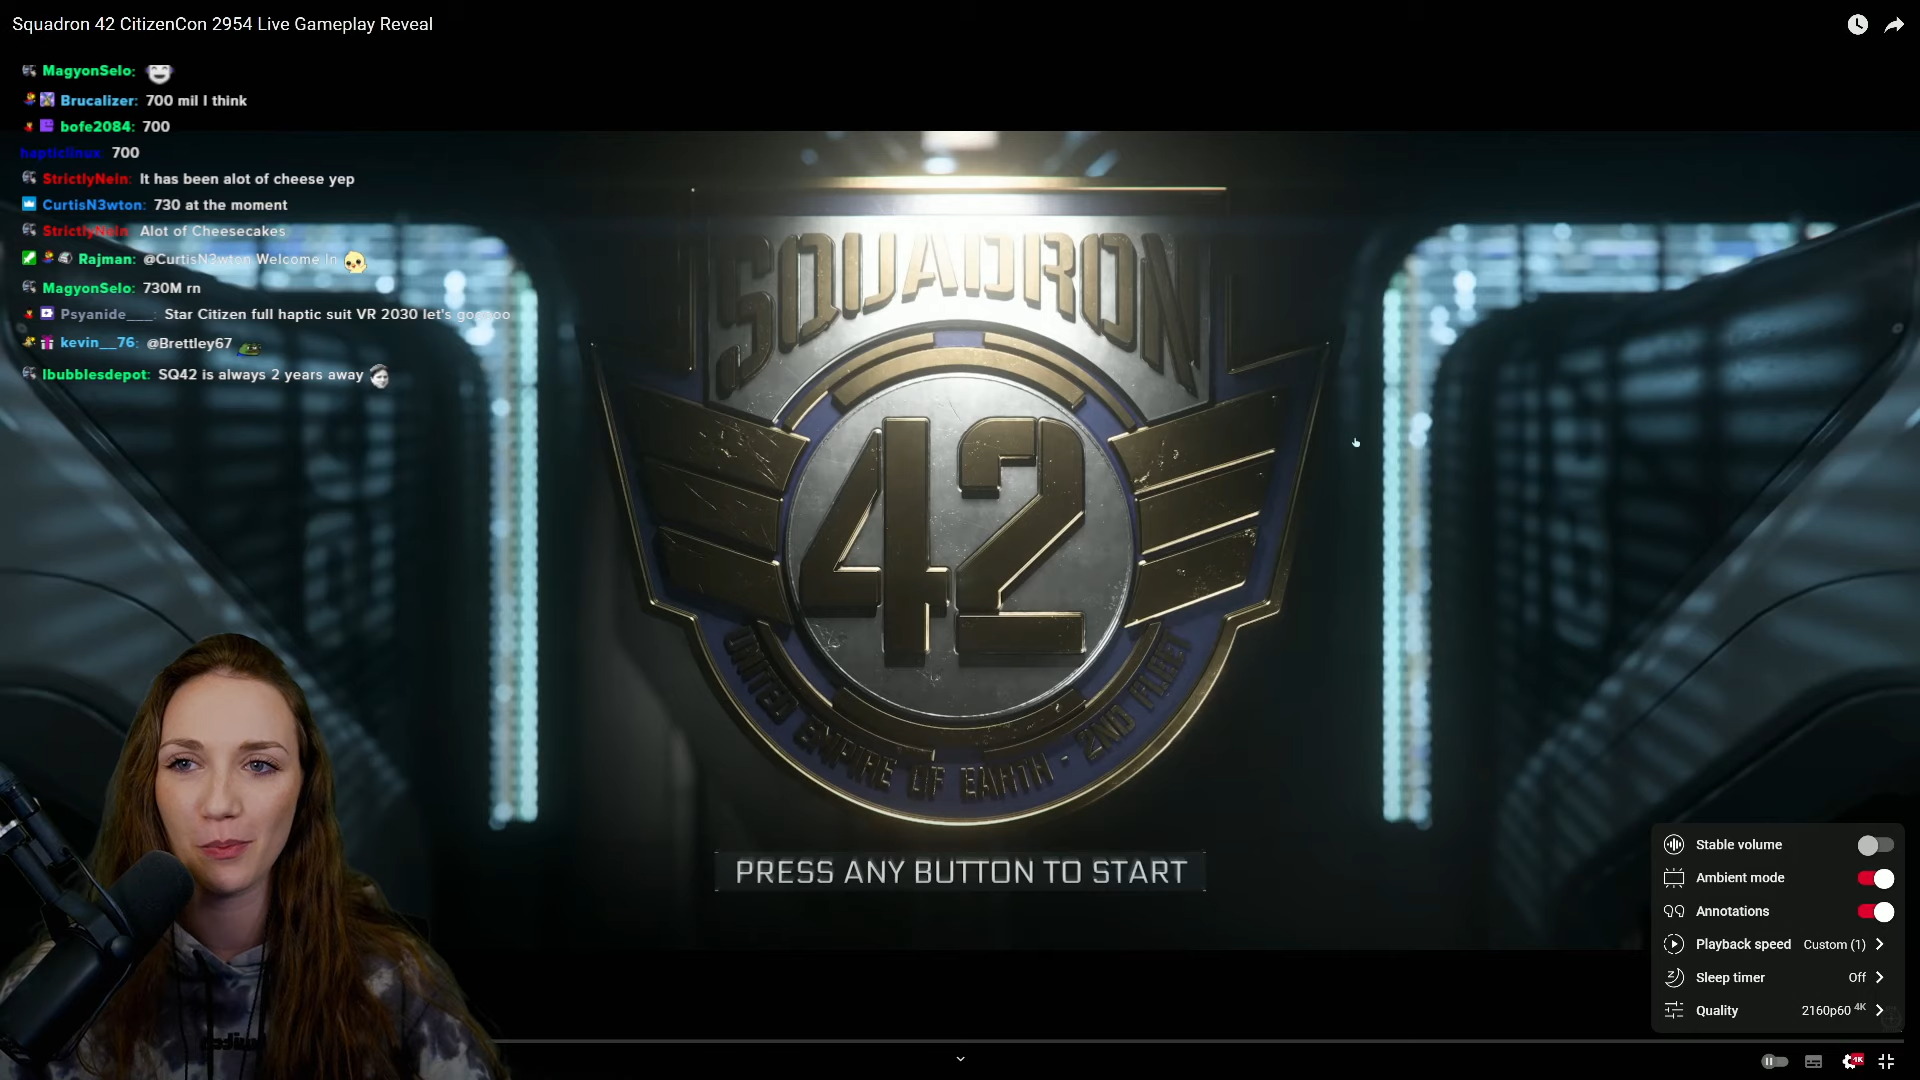 Squadron 42 CitizenCon 2954 Live Gameplay Reveal
MagyonSelo:
Brucalizer: 700 mil I think
bofe2084: 700
hapticlinux: 700
StrictlyNein: It has been alot of cheese yep
CurtisN3wton: 730 at the moment
StrictlyNein: Alot of Cheesecakes
Rajman: @CurtisN3wton Welcome In
MagyonSelo: 730M rn
Psyanide___: Star Citizen full haptic suit VR 2030 let's gooooo
kevin__76: @Brettley67
lbubblesdepot: SQ42 is always 2 years away
SQUADRON
42
UNITED EMPIRE OF EARTH - 2ND FLEET
PRESS ANY BUTTON TO START
Stable volume
Ambient mode
Annotations
Playback speed Custom (1)
Sleep timer Off
Quality 2160p60 4K
4K